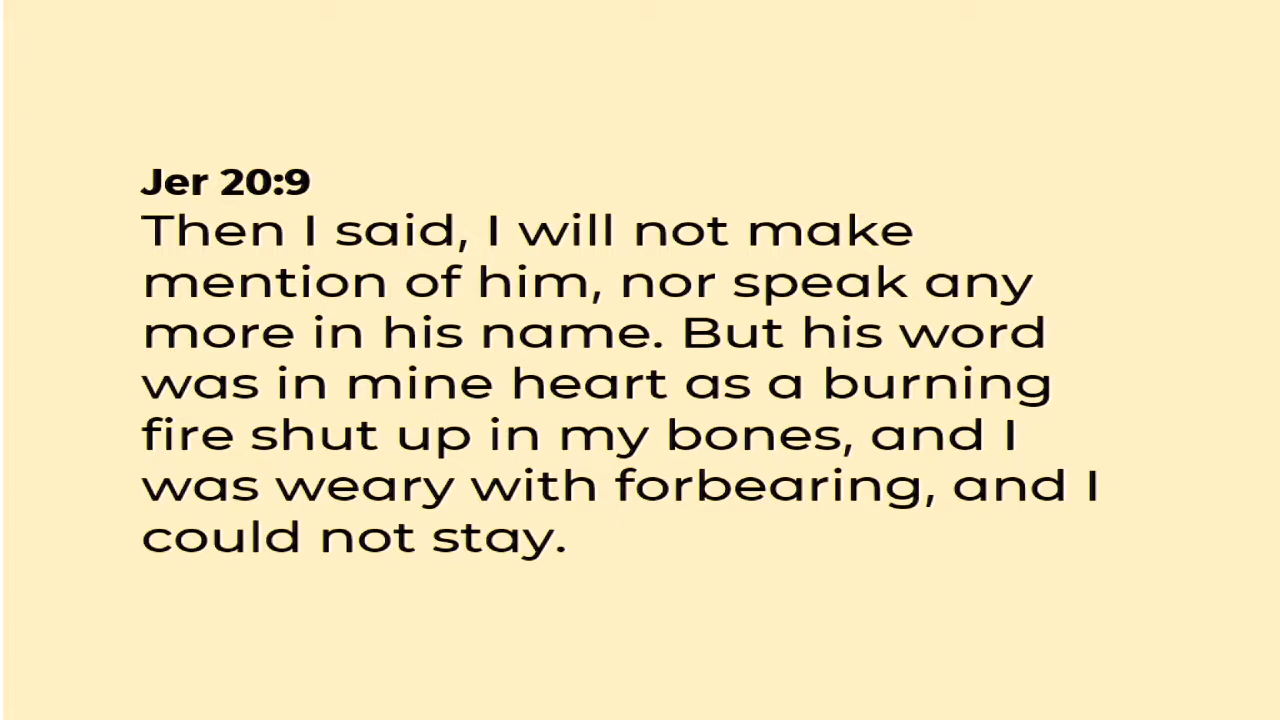 Jer 20:9
Then I said, I will not make
mention of him, nor speak any
more in his name. But his word
was in mine heart as a burning
fire shut up in my bones, and I
was weary with forbearing, and I
could not stay.